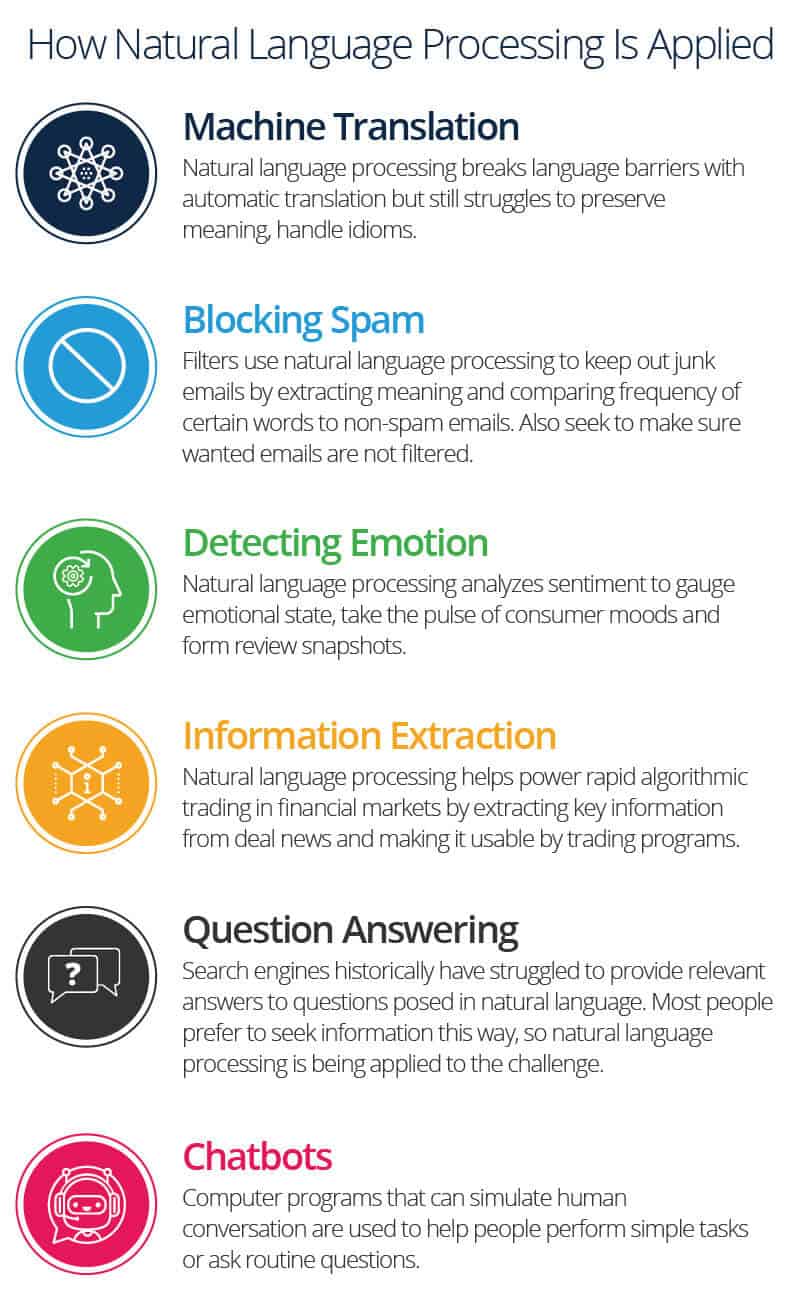 How Natural Language Processing Is Applied
Machine Translation
Natural language processing breaks language barriers with
automatic translation but still struggles to preserve
meaning, handle idioms.
Blocking Spam
Filters use natural language processing to keep out junk
emails by extracting meaning and comparing frequency of
certain words to non-spam emails. Also seek to make sure
wanted emails are not filtered.
Detecting Emotion
Natural language processing analyzes sentiment to gauge
emotional state, take the pulse of consumer moods and
form review snapshots.
i
Information Extraction
Natural language processing helps power rapid algorithmic
trading in financial markets by extracting key information
from deal news and making it usable by trading programs.
?
Question Answering
Search engines historically have struggled to provide relevant
answers to questions posed in natural language. Most people
prefer to seek information this way, so natural language
processing is being applied to the challenge.
Chatbots
Computer programs that can simulate human
conversation are used to help people perform simple tasks
or ask routine questions.